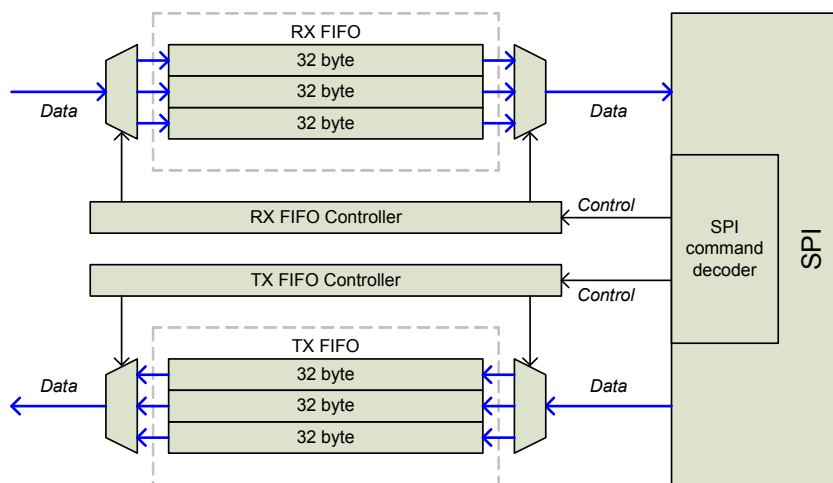 RX FIFO
32 byte
32 byte
32 byte
Data
Data
RX FIFO Controller
Control
SPI
command
decoder
SPI
TX FIFO Controller
Control
TX FIFO
32 byte
32 byte
32 byte
Data
Data